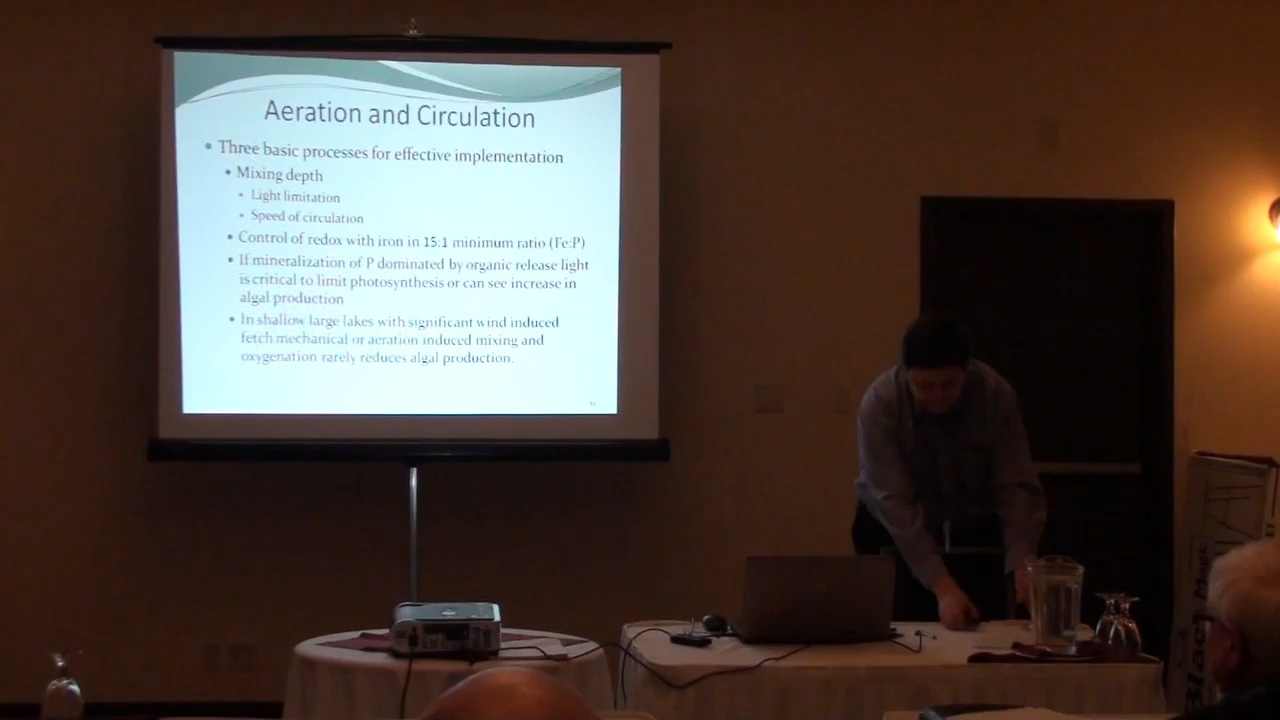 Aeration and Circulation
• Three basic processes for effective implementation
• Mixing depth
• Light limitation
• Speed of circulation
• Control of redox with iron in 15:1 minimum ratio (Fe:P)
• If mineralization of P dominated by organic release light
is critical to limit photosynthesis or can see increase in
algal production
• In shallow large lakes with significant wind induced
fetch mechanical or aeration induced mixing and
oxygenation rarely reduces algal production.
Black Magic